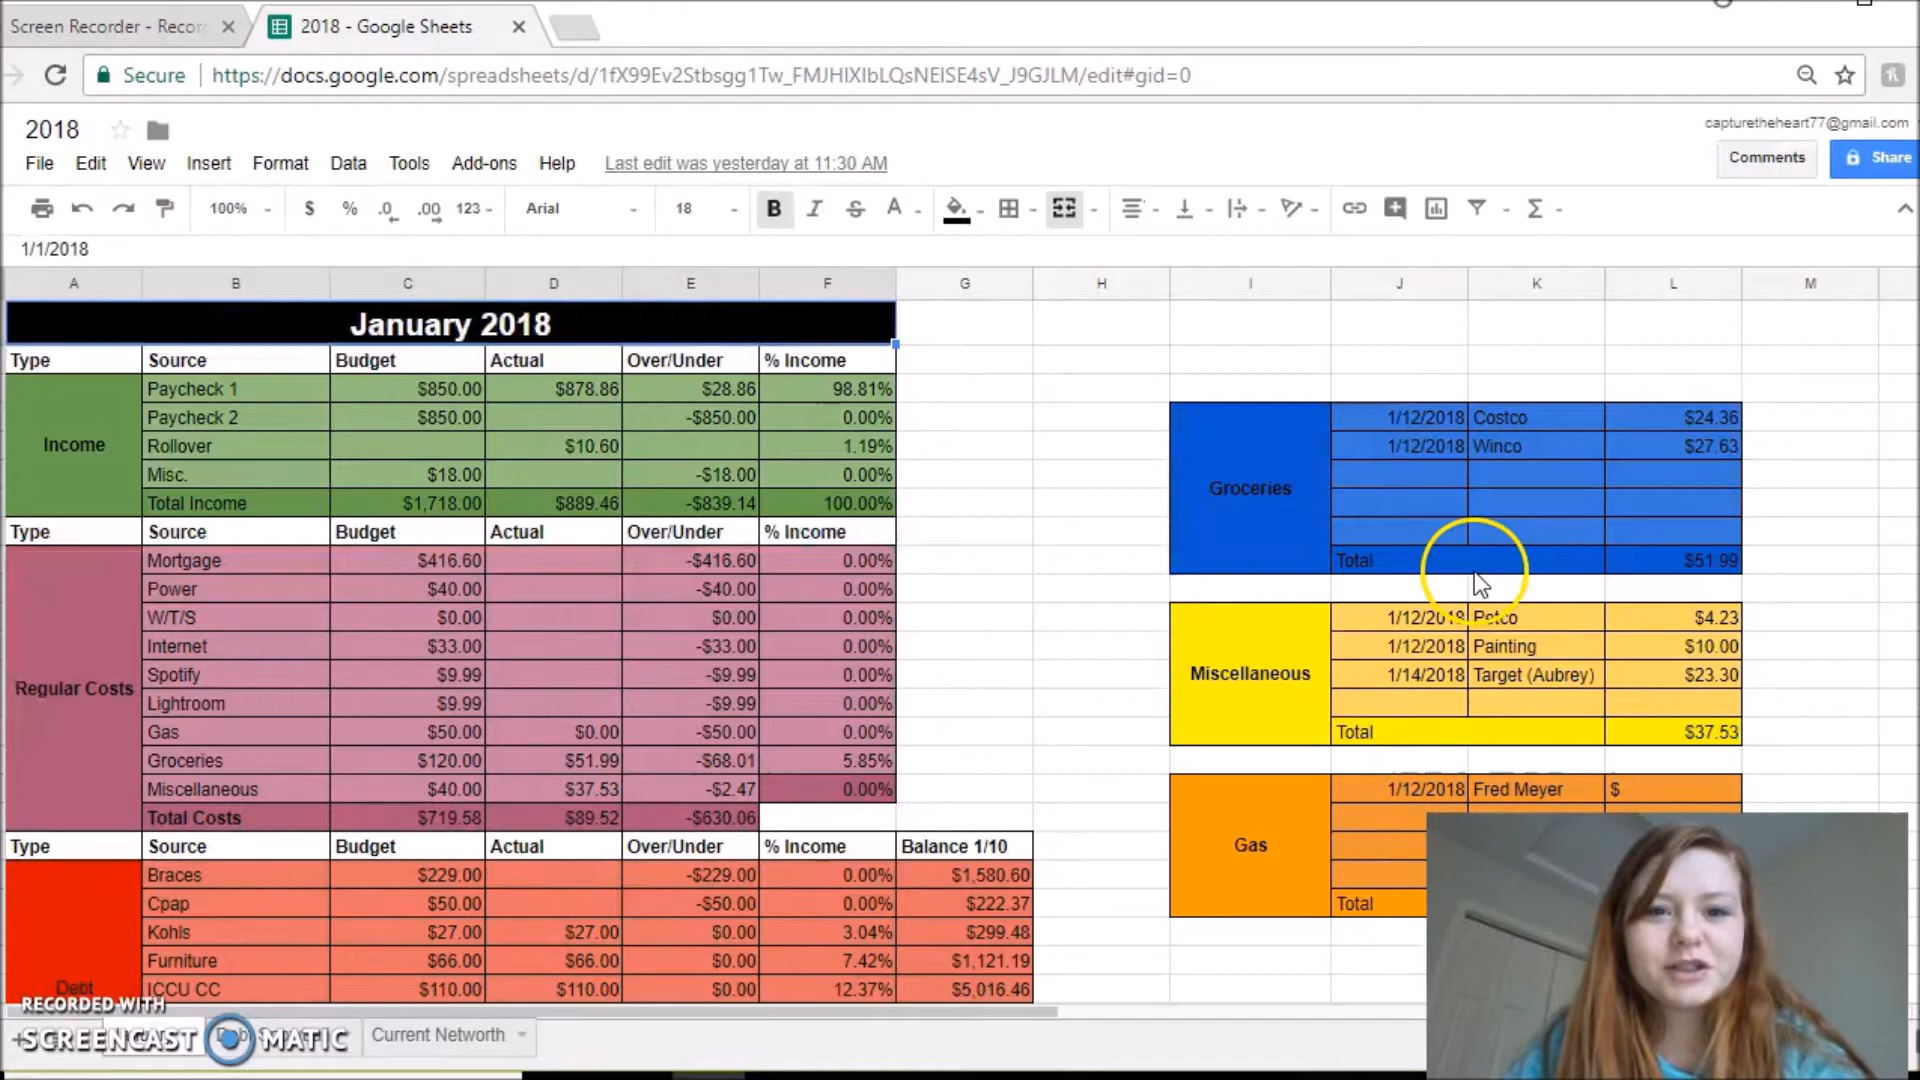 Screen Recorder - Recor
2018 - Google Sheets
Secure
https://docs.google.com/spreadsheets/d/1fX99Ev2Stbsgg1Tw_FMJHIXIbLQsNEISE4sV_J9GJLM/edit#gid=0
2018
capturetheheart77@gmail.com
File Edit View Insert Format Data Tools Add-ons Help Last edit was yesterday at 11:30 AM
Comments Share
100% $ % .0 .00 123 Arial 18 B I S A Σ
1/1/2018
A B C D E F G H I J K L M
January 2018
Type Source Budget Actual Over/Under % Income
Income
Paycheck 1 $850.00 $878.86 $28.86 98.81%
Paycheck 2 $850.00 -$850.00 0.00%
Rollover $10.60 1.19%
Misc. $18.00 -$18.00 0.00%
Total Income $1,718.00 $889.46 -$839.14 100.00%
Type Source Budget Actual Over/Under % Income
Regular Costs
Mortgage $416.60 -$416.60 0.00%
Power $40.00 -$40.00 0.00%
W/T/S $0.00 $0.00 0.00%
Internet $33.00 -$33.00 0.00%
Spotify $9.99 -$9.99 0.00%
Lightroom $9.99 -$9.99 0.00%
Gas $50.00 $0.00 -$50.00 0.00%
Groceries $120.00 $51.99 -$68.01 5.85%
Miscellaneous $40.00 $37.53 -$2.47 0.00%
Total Costs $719.58 $89.52 -$630.06
Type Source Budget Actual Over/Under % Income Balance 1/10
Debt
Braces $229.00 -$229.00 0.00% $1,580.60
Cpap $50.00 -$50.00 0.00% $222.37
Kohls $27.00 $27.00 $0.00 3.04% $299.48
Furniture $66.00 $66.00 $0.00 7.42% $1,121.19
ICCU CC $110.00 $110.00 $0.00 12.37% $5,016.46
Groceries
1/12/2018 Costco $24.36
1/12/2018 Winco $27.63
Total $51.99
Miscellaneous
1/12/2018 Petco $4.23
1/12/2018 Painting $10.00
1/14/2018 Target (Aubrey) $23.30
Total $37.53
Gas
1/12/2018 Fred Meyer $
Total
RECORDED WITH
SCREENCAST MATIC
Current Networth